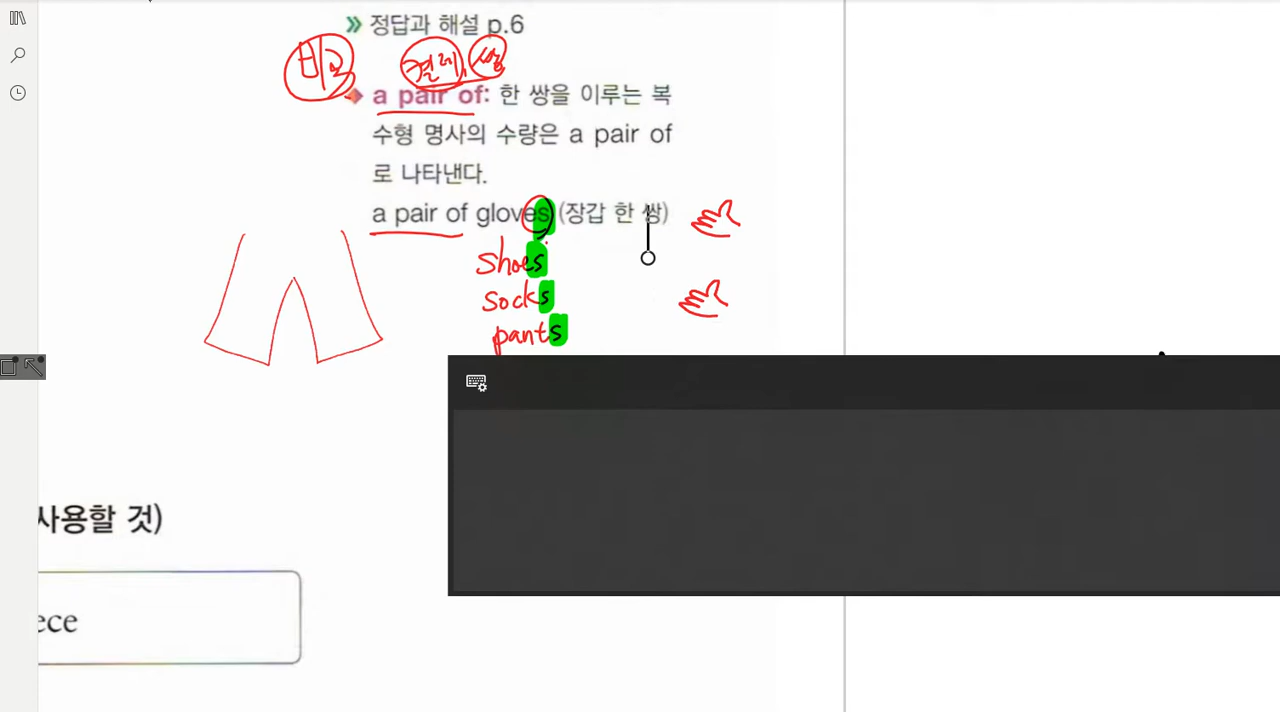 정답과 해설 p.6
비교 켤레, 쌍
a pair of: 한 쌍을 이루는 복
수형 명사의 수량은 a pair of
로 나타낸다.
a pair of gloves (장갑 한 쌍)
shoes
socks
pants
사용할 것)
ece